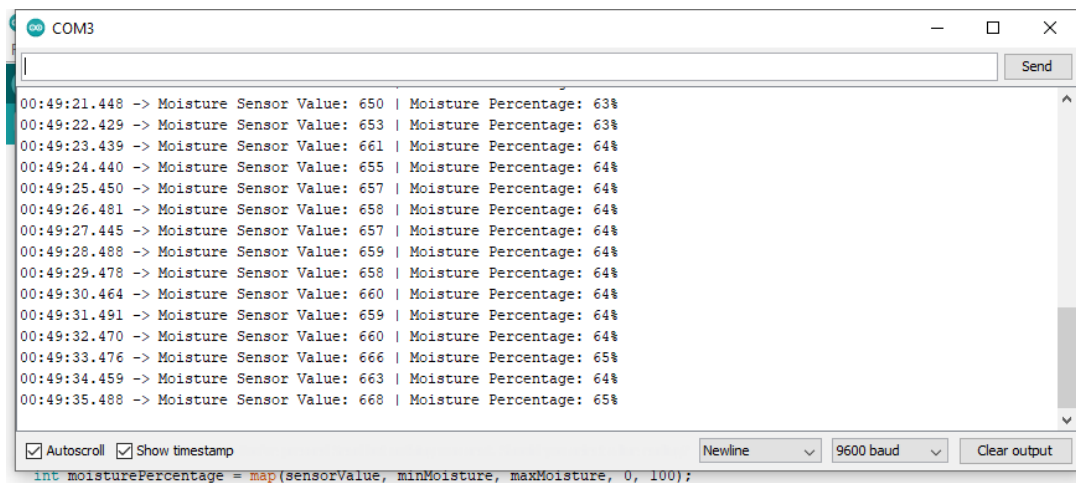 COM3
Send
00:49:21.448 -> Moisture Sensor Value: 650 | Moisture Percentage: 63%
00:49:22.429 -> Moisture Sensor Value: 653 | Moisture Percentage: 63%
00:49:23.439 -> Moisture Sensor Value: 661 | Moisture Percentage: 64%
00:49:24.440 -> Moisture Sensor Value: 655 | Moisture Percentage: 64%
00:49:25.450 -> Moisture Sensor Value: 657 | Moisture Percentage: 64%
00:49:26.481 -> Moisture Sensor Value: 658 | Moisture Percentage: 64%
00:49:27.445 -> Moisture Sensor Value: 657 | Moisture Percentage: 64%
00:49:28.488 -> Moisture Sensor Value: 659 | Moisture Percentage: 64%
00:49:29.478 -> Moisture Sensor Value: 658 | Moisture Percentage: 64%
00:49:30.464 -> Moisture Sensor Value: 660 | Moisture Percentage: 64%
00:49:31.491 -> Moisture Sensor Value: 659 | Moisture Percentage: 64%
00:49:32.470 -> Moisture Sensor Value: 660 | Moisture Percentage: 64%
00:49:33.476 -> Moisture Sensor Value: 666 | Moisture Percentage: 65%
00:49:34.459 -> Moisture Sensor Value: 663 | Moisture Percentage: 64%
00:49:35.488 -> Moisture Sensor Value: 668 | Moisture Percentage: 65%
Autoscroll Show timestamp Newline 9600 baud Clear output
int moisturePercentage = map(sensorValue, minMoisture, maxMoisture, 0, 100);